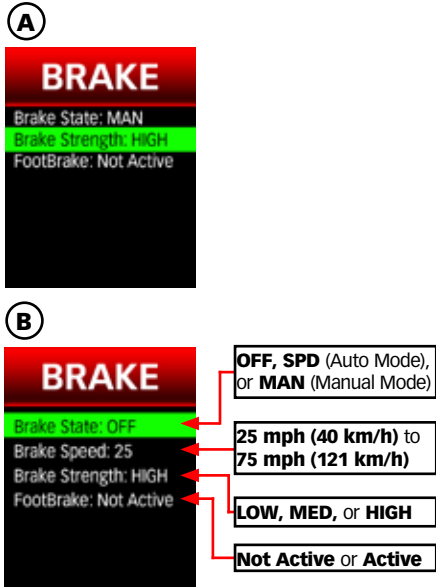 A
BRAKE
Brake State: MAN
Brake Strength: HIGH
FootBrake: Not Active
B
BRAKE
Brake State: OFF
Brake Speed: 25
Brake Strength: HIGH
FootBrake: Not Active
OFF, SPD (Auto Mode),
or MAN (Manual Mode)
25 mph (40 km/h) to
75 mph (121 km/h)
LOW, MED, or HIGH
Not Active or Active